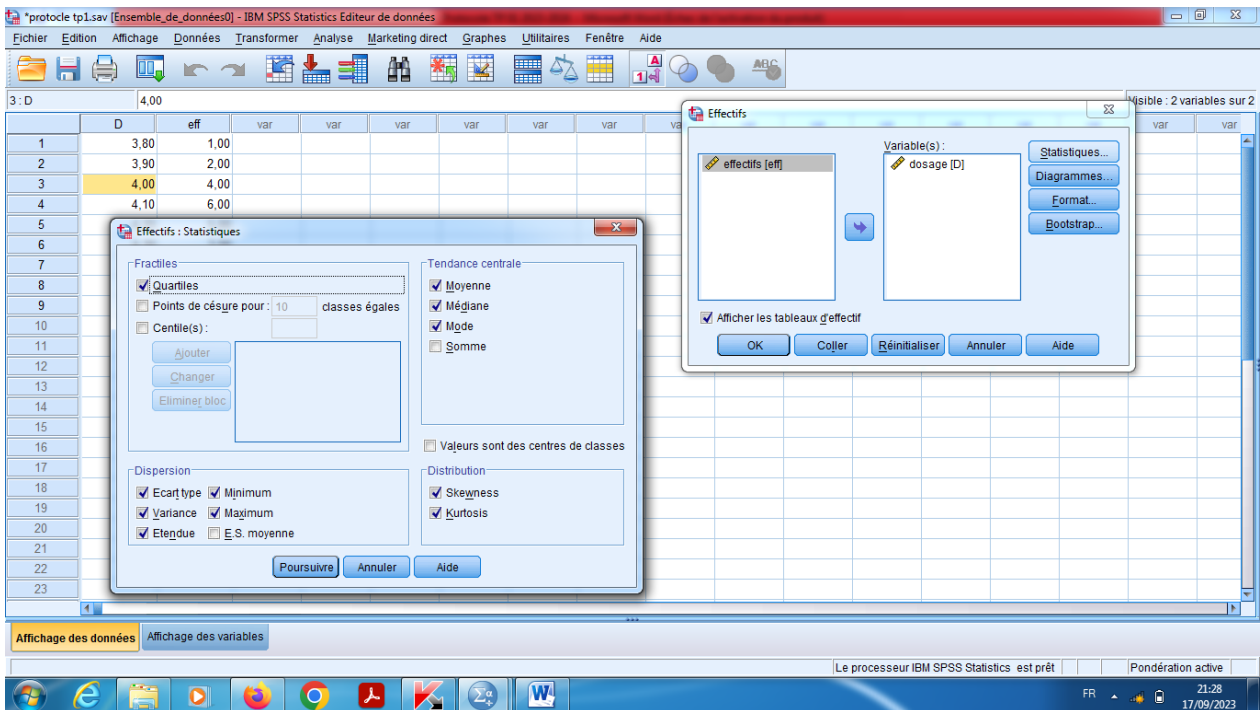 *protocle tp1.sav [Ensemble_de_données0] - IBM SPSS Statistics Editeur de données
Fichier Edition Affichage Données Transformer Analyse Marketing direct Graphes Utilitaires Fenêtre Aide
3 : D 4,00 Visible : 2 variables sur 2
D eff var var var var var var var var var
1 3,80 1,00
2 3,90 2,00
3 4,00 4,00
4 4,10 6,00
5
6
7
8
9
10
11
12
13
14
15
16
17
18
19
20
21
22
23
Effectifs
effectifs [eff]
Variable(s) :
dosage [D]
Statistiques...
Diagrammes...
Format...
Bootstrap...
Afficher les tableaux d'effectif
OK Coller Réinitialiser Annuler Aide
Effectifs : Statistiques
Fractiles
Quartiles
Points de césure pour : 10 classes égales
Centile(s) :
Ajouter
Changer
Eliminer bloc
Tendance centrale
Moyenne
Médiane
Mode
Somme
Valeurs sont des centres de classes
Dispersion
Ecart type Minimum
Variance Maximum
Etendue E.S. moyenne
Distribution
Skewness
Kurtosis
Poursuivre Annuler Aide
Affichage des données Affichage des variables
Le processeur IBM SPSS Statistics est prêt Pondération active
FR 21:28
17/09/2023